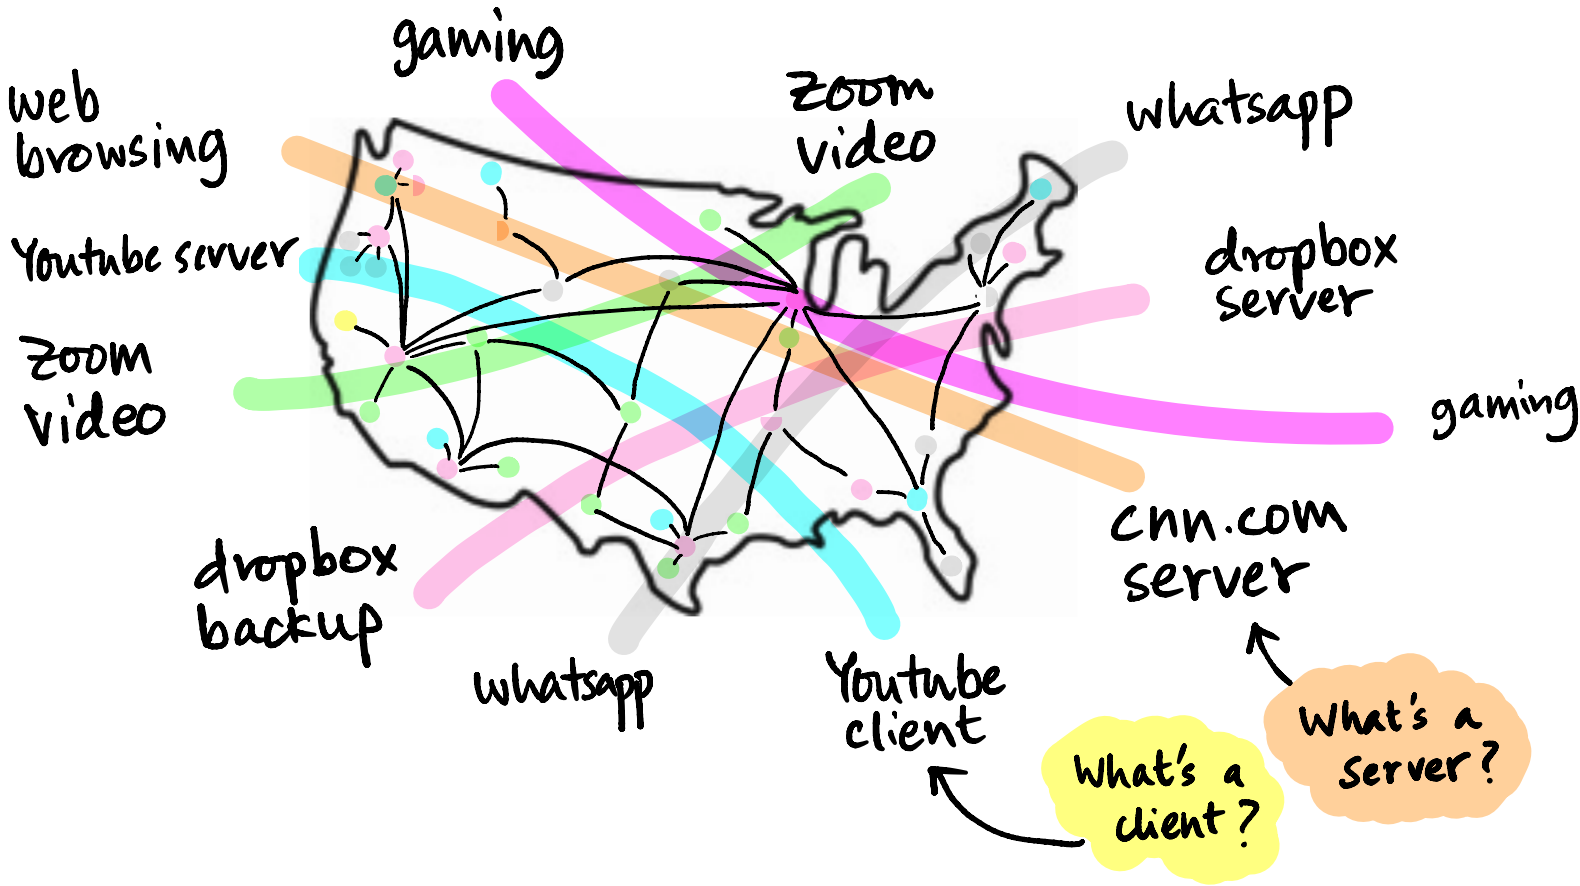 gaming
zoom
video
whatsapp
web
browsing
Youtube server
dropbox
server
zoom
video
gaming
cnn.com
server
dropbox
backup
whatsapp
Youtube
client
What's a
server?
What's a
client?